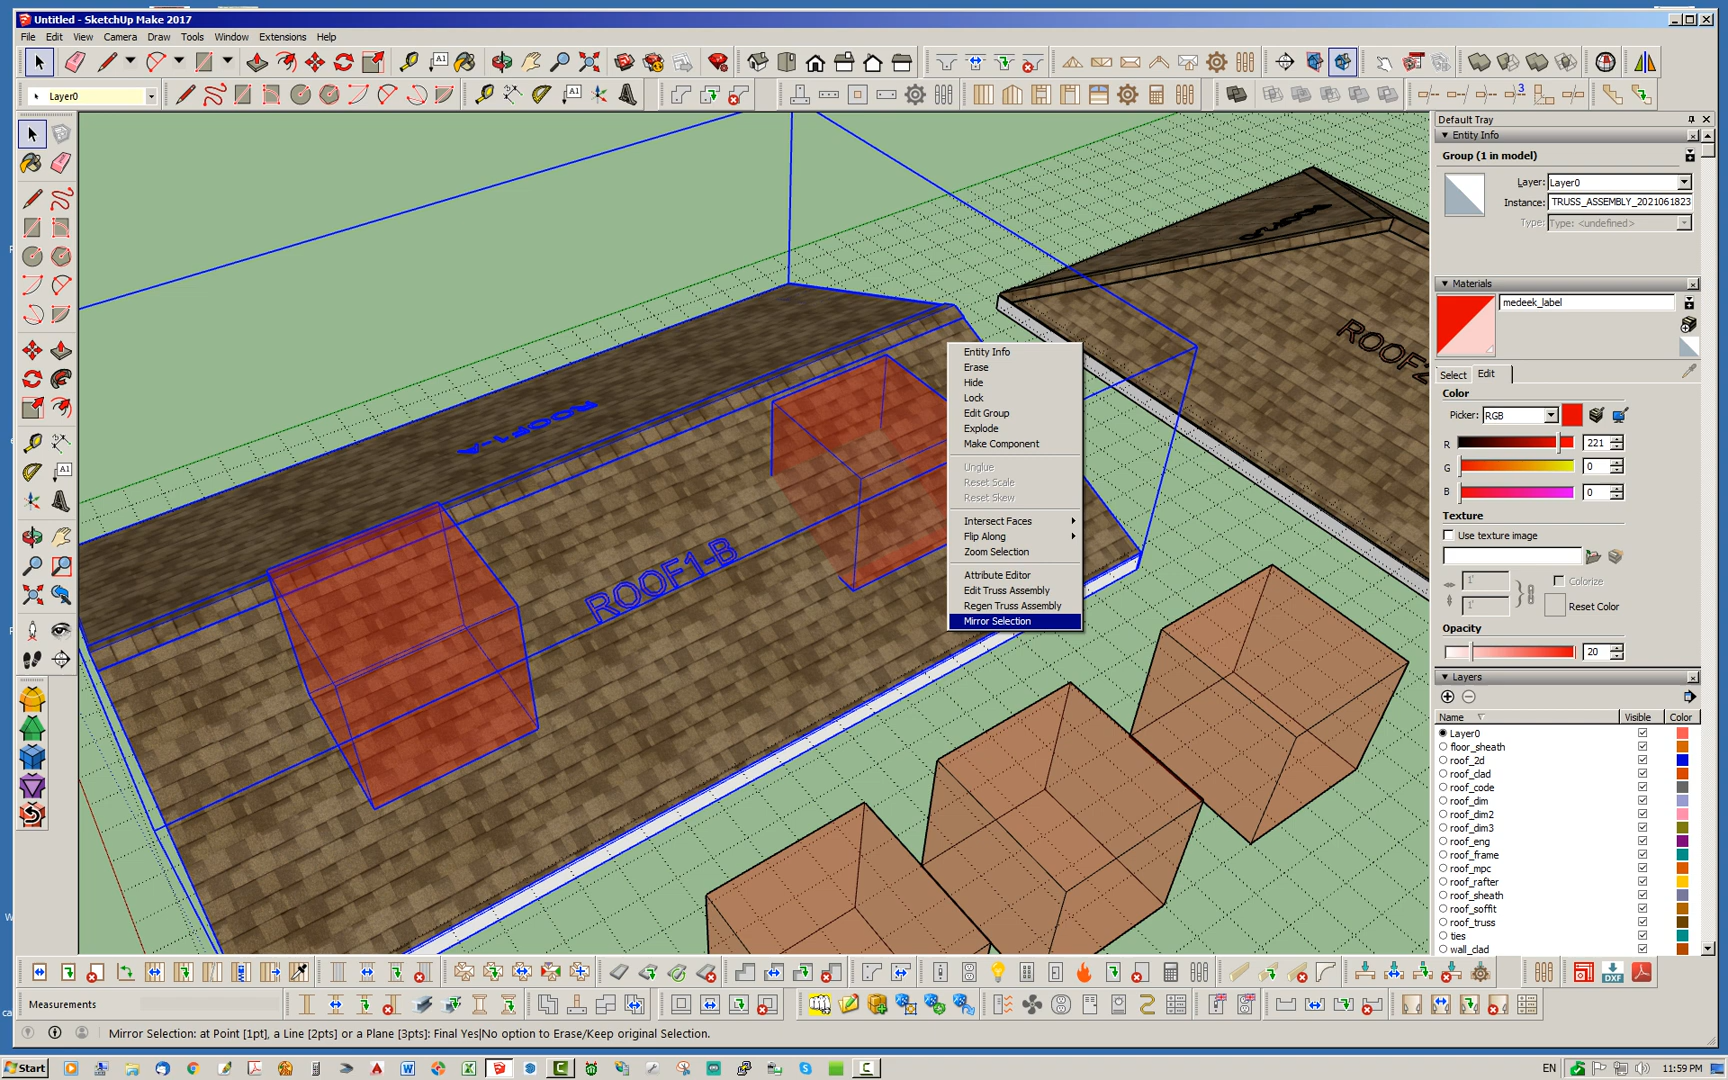 Untitled - SketchUp Make 2017
File Edit View Camera Draw Tools Window Extensions Help
Layer0
Default Tray
Entity Info
Group (1 in model)
Layer: Layer0
Instance: TRUSS_ASSEMBLY_2021061823
Type: Type: <undefined>
Materials
medeek_label
Select Edit
Color
Picker: RGB
R 221
G 0
B 0
Texture
Use texture image
1'
Colorize
1'
Reset Color
Opacity
20
Layers
Name Visible Color
Layer0
floor_sheath
roof_2d
roof_clad
roof_code
roof_dim
roof_dim2
roof_dim3
roof_eng
roof_frame
roof_mpc
roof_rafter
roof_sheath
roof_soffit
roof_truss
ties
wall_clad
ROOF1-A
ROOF1-B
ROOF2
Entity Info
Erase
Hide
Lock
Edit Group
Explode
Make Component
Unglue
Reset Scale
Reset Skew
Intersect Faces
Flip Along
Zoom Selection
Attribute Editor
Edit Truss Assembly
Regen Truss Assembly
Mirror Selection
Measurements
Mirror Selection: at Point [1pt], a Line [2pts] or a Plane [3pts]: Final Yes|No option to Erase/Keep original Selection.
Start
EN
11:59 PM